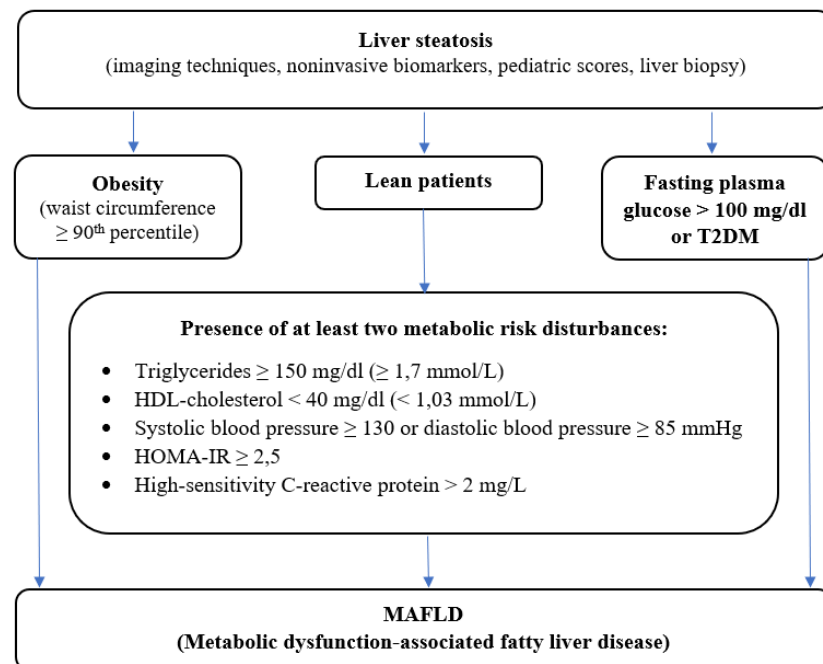 Liver steatosis
(imaging techniques, noninvasive biomarkers, pediatric scores, liver biopsy)
Obesity
(waist circumference
≥ 90th percentile)
Lean patients
Fasting plasma
glucose > 100 mg/dl
or T2DM
Presence of at least two metabolic risk disturbances:
• Triglycerides ≥ 150 mg/dl (≥ 1,7 mmol/L)
• HDL-cholesterol < 40 mg/dl (< 1,03 mmol/L)
• Systolic blood pressure ≥ 130 or diastolic blood pressure ≥ 85 mmHg
• HOMA-IR ≥ 2,5
• High-sensitivity C-reactive protein > 2 mg/L
MAFLD
(Metabolic dysfunction-associated fatty liver disease)